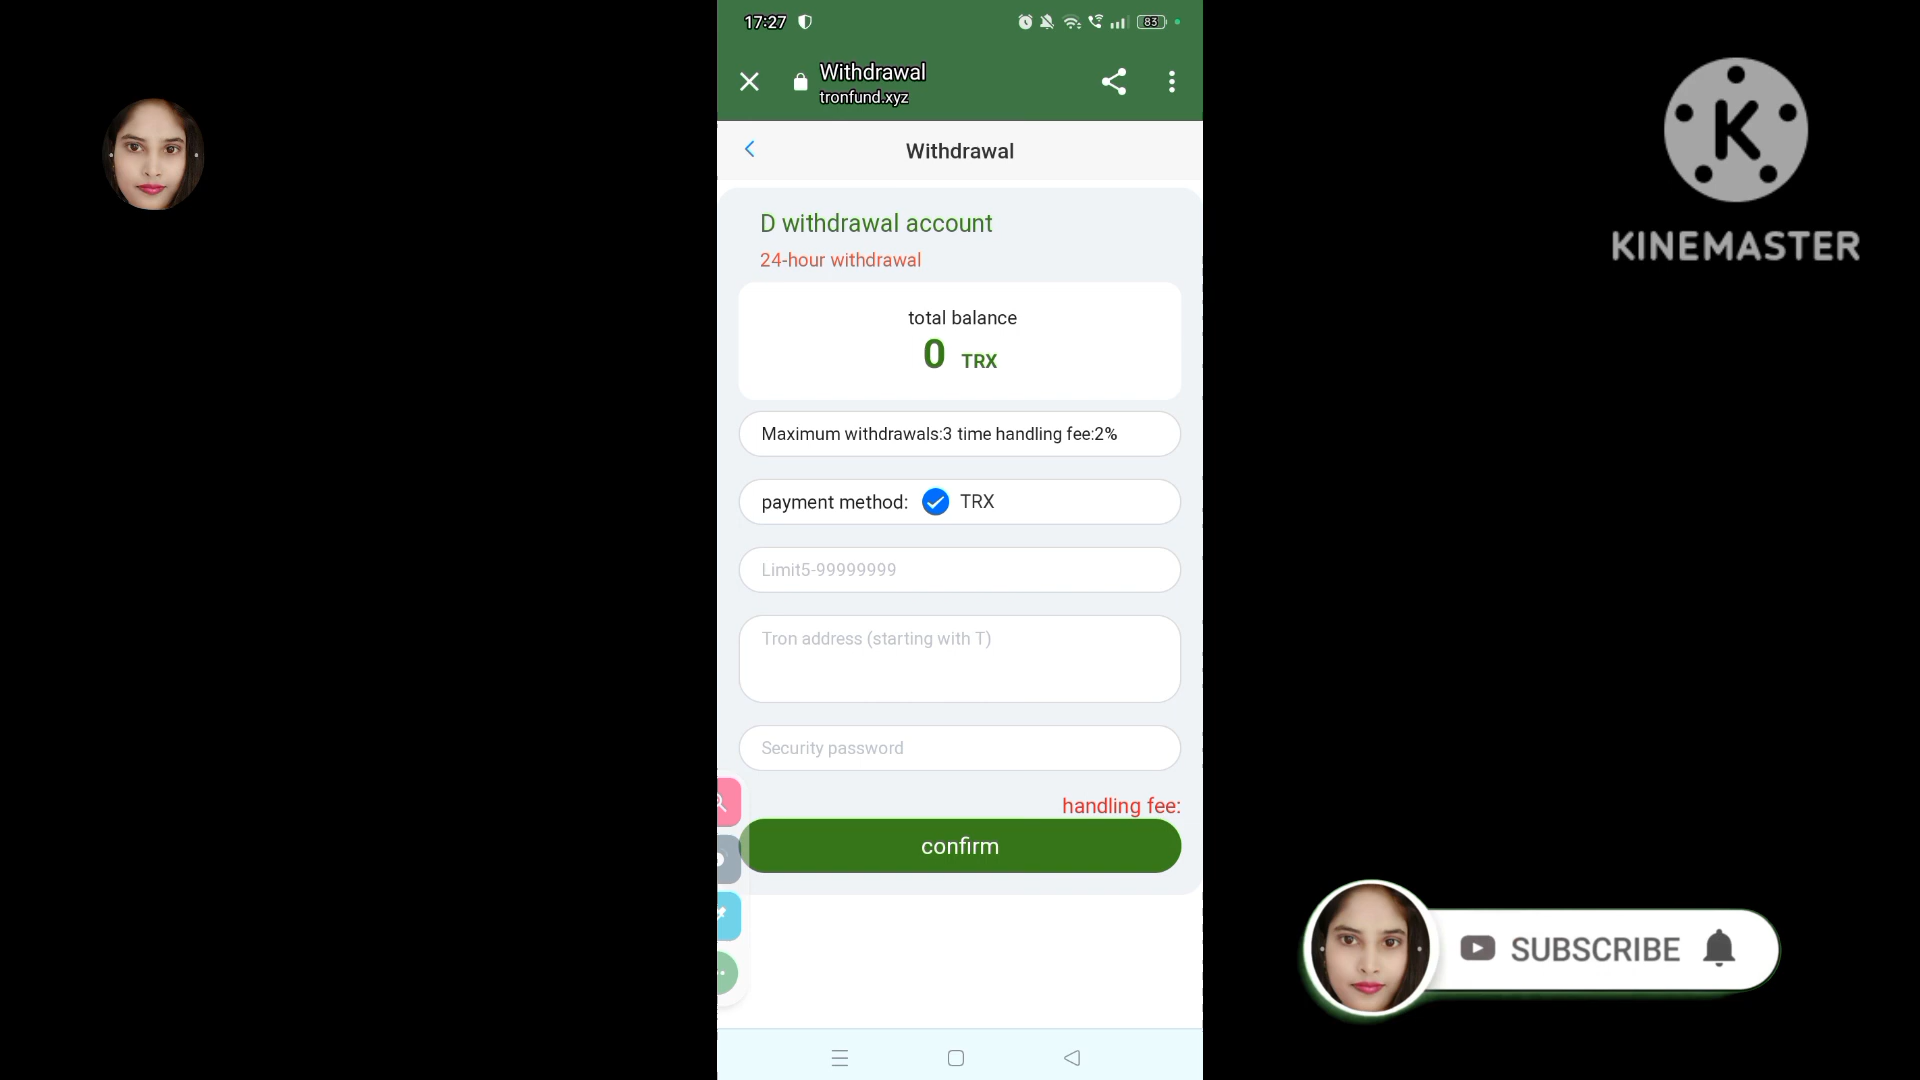 17:27
83
Withdrawal
tronfund.xyz
K
KINEMASTER
Withdrawal
D withdrawal account
24-hour withdrawal
total balance
0 TRX
Maximum withdrawals:3 time handling fee:2%
payment method: TRX
Limit5-99999999
Tron address (starting with T)
Security password
handling fee:
confirm
SUBSCRIBE